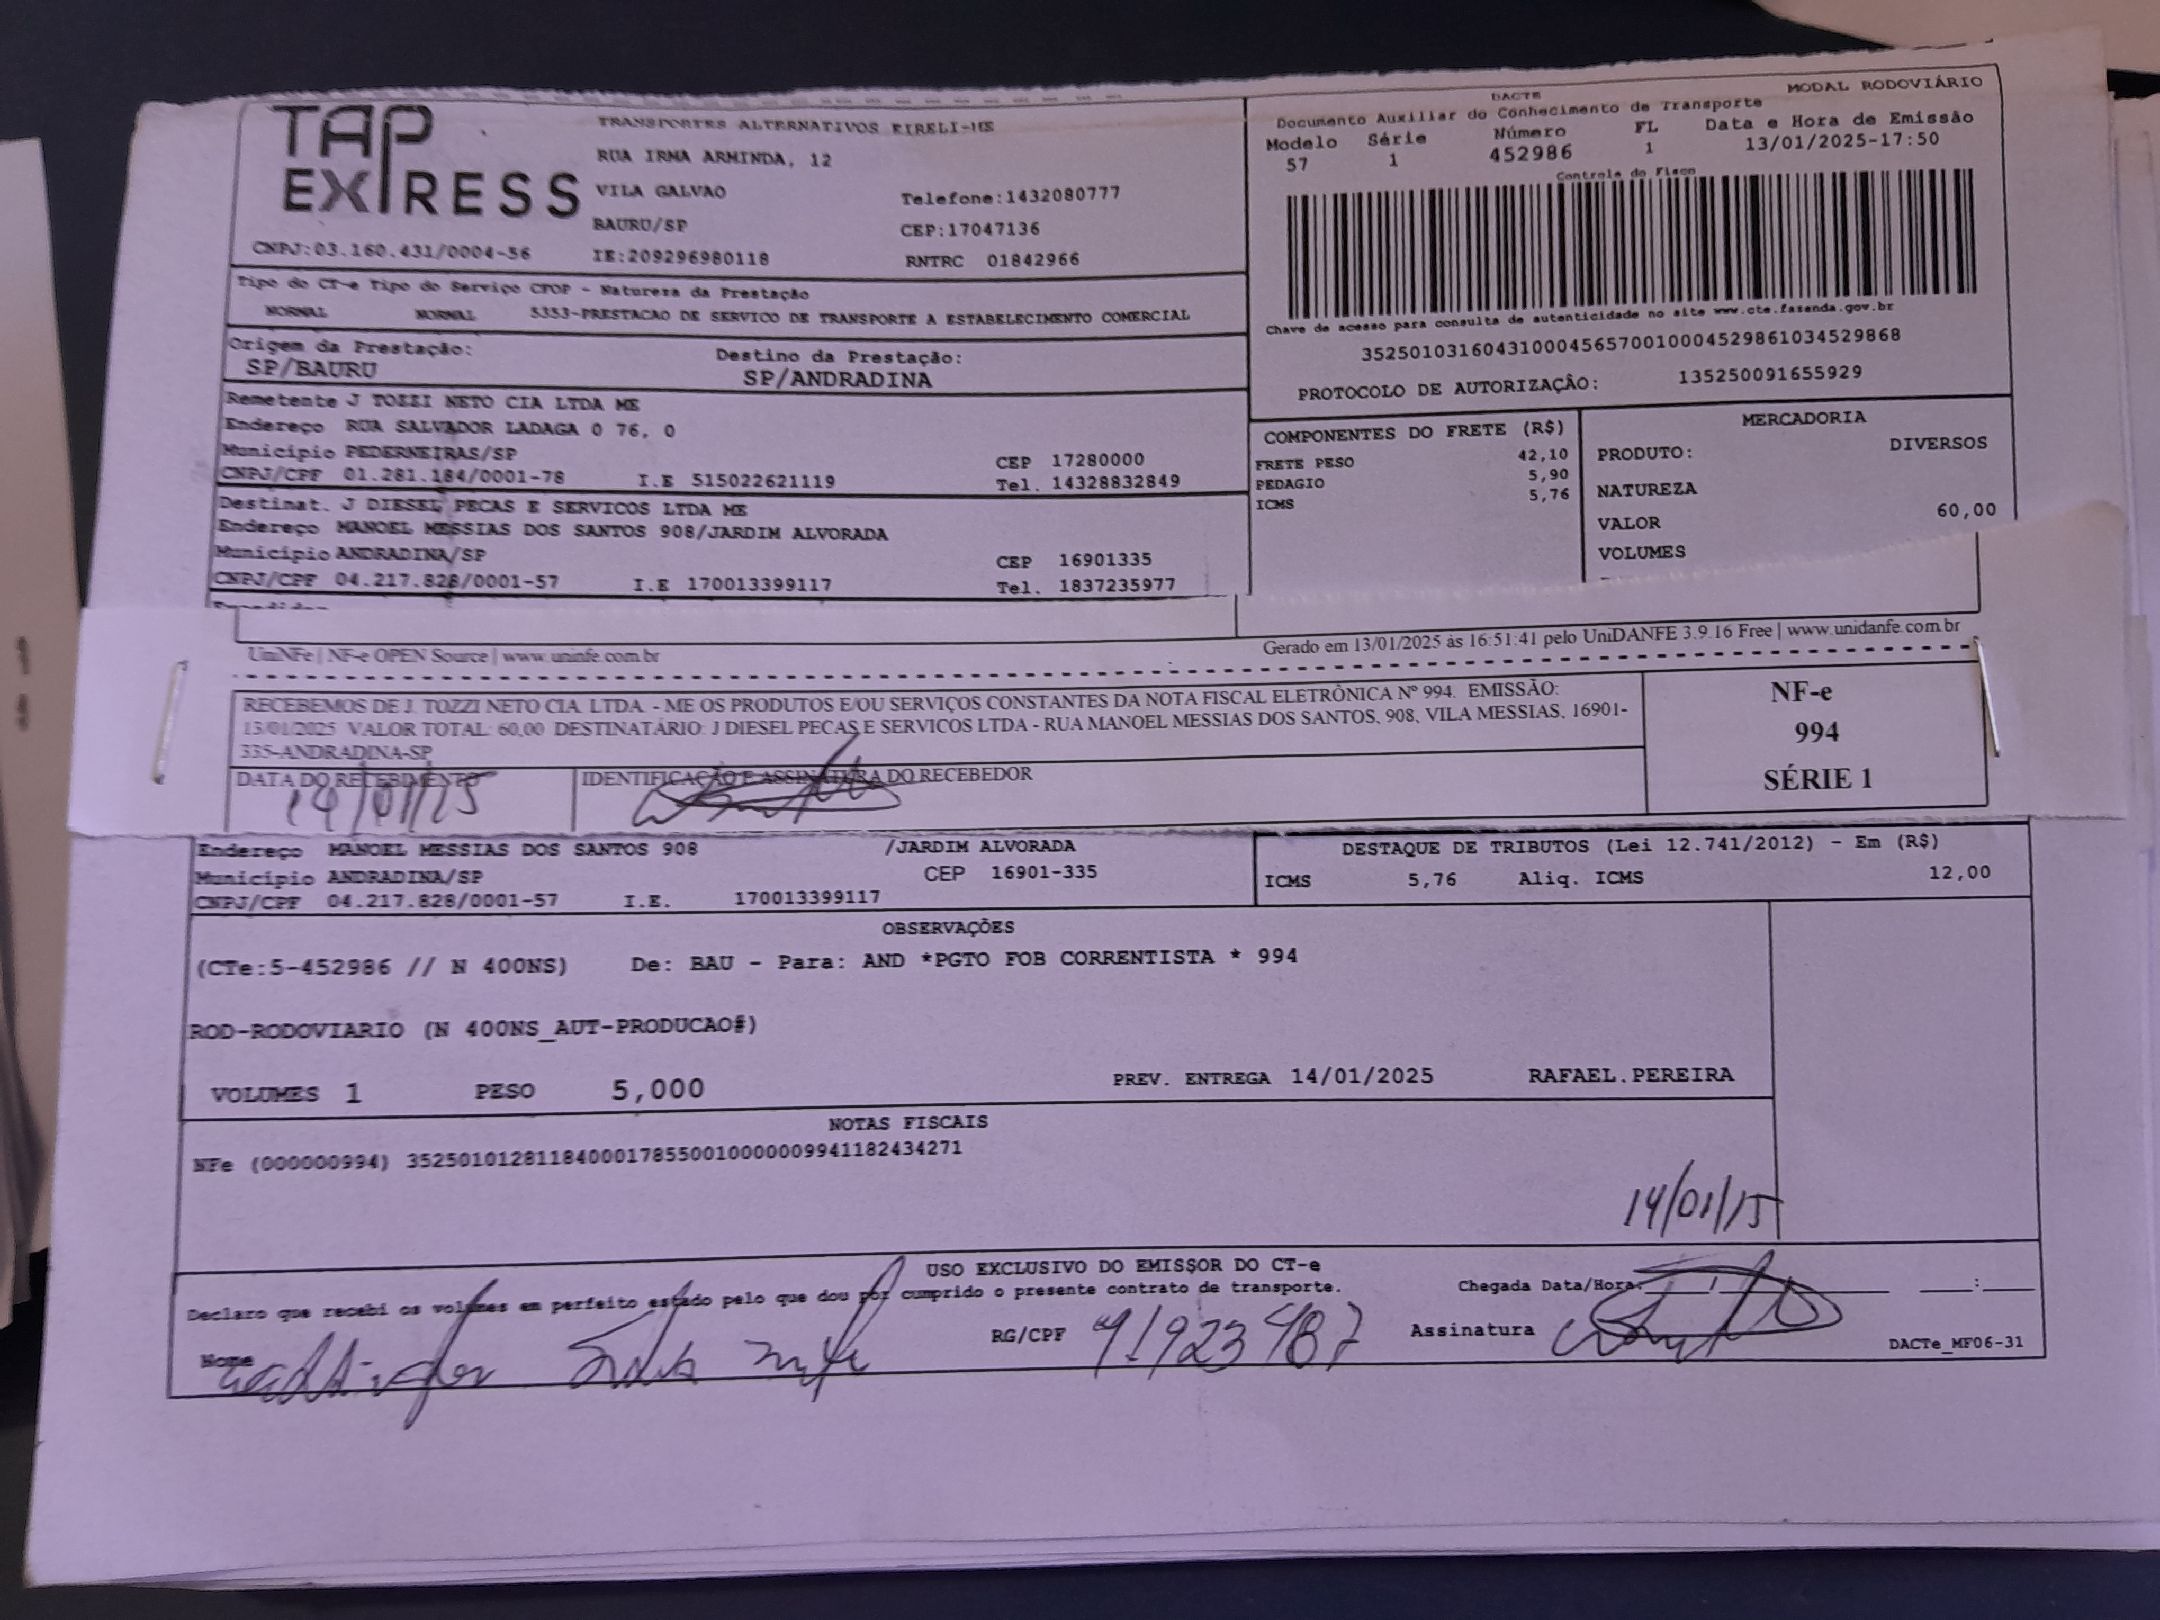 TAP
EXPRESS
TRANSPORTES ALTERNATIVOS EIRELI-ME
RUA IRMA ARMINDA, 12
VILA GALVAO Telefone:1432080777
BAURU/SP CEP:17047136
CNPJ:03.160.431/0004-56 IE:209296980118 RNTRC 01842966
DACTE MODAL RODOVIÁRIO
Documento Auxiliar do Conhecimento de Transporte
Modelo Série Número FL Data e Hora de Emissão
57 1 452986 1 13/01/2025-17:50
Controle do Fisco
Chave de acesso para consulta de autenticidade no site www.cte.fazenda.gov.br
35250103160431000456570010004529861034529868
PROTOCOLO DE AUTORIZAÇÃO: 135250091655929
Tipo do CT-e Tipo do Serviço CFOP - Natureza da Prestação
NORMAL NORMAL 5353-PRESTACAO DE SERVICO DE TRANSPORTE A ESTABELECIMENTO COMERCIAL
Origem da Prestação: Destino da Prestação:
SP/BAURU SP/ANDRADINA
Remetente J TOZZI NETO CIA LTDA ME
Endereço RUA SALVADOR LADAGA 0 76, 0
Município PEDERNEIRAS/SP CEP 17280000
CNPJ/CPF 01.281.184/0001-78 I.E 515022621119 Tel. 14328832849
Destinat. J DIESEL PECAS E SERVICOS LTDA ME
Endereço MANOEL MESSIAS DOS SANTOS 908/JARDIM ALVORADA
Município ANDRADINA/SP CEP 16901335
CNPJ/CPF 04.217.828/0001-57 I.E 170013399117 Tel. 1837235977
COMPONENTES DO FRETE (R$)
FRETE PESO 42,10
PEDAGIO 5,90
ICMS 5,76
MERCADORIA
PRODUTO: DIVERSOS
NATUREZA
VALOR 60,00
VOLUMES
UniNFe | NF-e OPEN Source | www.uninfe.com.br Gerado em 13/01/2025 às 16:51:41 pelo UniDANFE 3.9.16 Free | www.unidanfe.com.br
RECEBEMOS DE J. TOZZI NETO CIA. LTDA. - ME OS PRODUTOS E/OU SERVIÇOS CONSTANTES DA NOTA FISCAL ELETRÔNICA Nº 994. EMISSÃO:
13/01/2025 VALOR TOTAL: 60,00 DESTINATÁRIO: J DIESEL PECAS E SERVICOS LTDA - RUA MANOEL MESSIAS DOS SANTOS, 908, VILA MESSIAS, 16901-
335-ANDRADINA-SP
NF-e
994
SÉRIE 1
DATA DO RECEBIMENTO IDENTIFICAÇÃO E ASSINATURA DO RECEBEDOR
14/01/25
Endereço MANOEL MESSIAS DOS SANTOS 908 /JARDIM ALVORADA
Município ANDRADINA/SP CEP 16901-335
CNPJ/CPF 04.217.828/0001-57 I.E. 170013399117
DESTAQUE DE TRIBUTOS (Lei 12.741/2012) - Em (R$)
ICMS 5,76 Aliq. ICMS 12,00
OBSERVAÇÕES
(CTe:5-452986 // N 400NS) De: BAU - Para: AND *PGTO FOB CORRENTISTA * 994
ROD-RODOVIARIO (N 400NS_AUT-PRODUCAO#)
VOLUMES 1 PESO 5,000 PREV. ENTREGA 14/01/2025 RAFAEL.PEREIRA
NOTAS FISCAIS
NFe (000000994) 35250101281184000178550010000009941182434271
14/01/15
USO EXCLUSIVO DO EMISSOR DO CT-e
Declaro que recebi os volumes em perfeito estado pelo que dou por cumprido o presente contrato de transporte. Chegada Data/Hora: / :
Nome RG/CPF 41923487 Assinatura DACTe_MF06-31